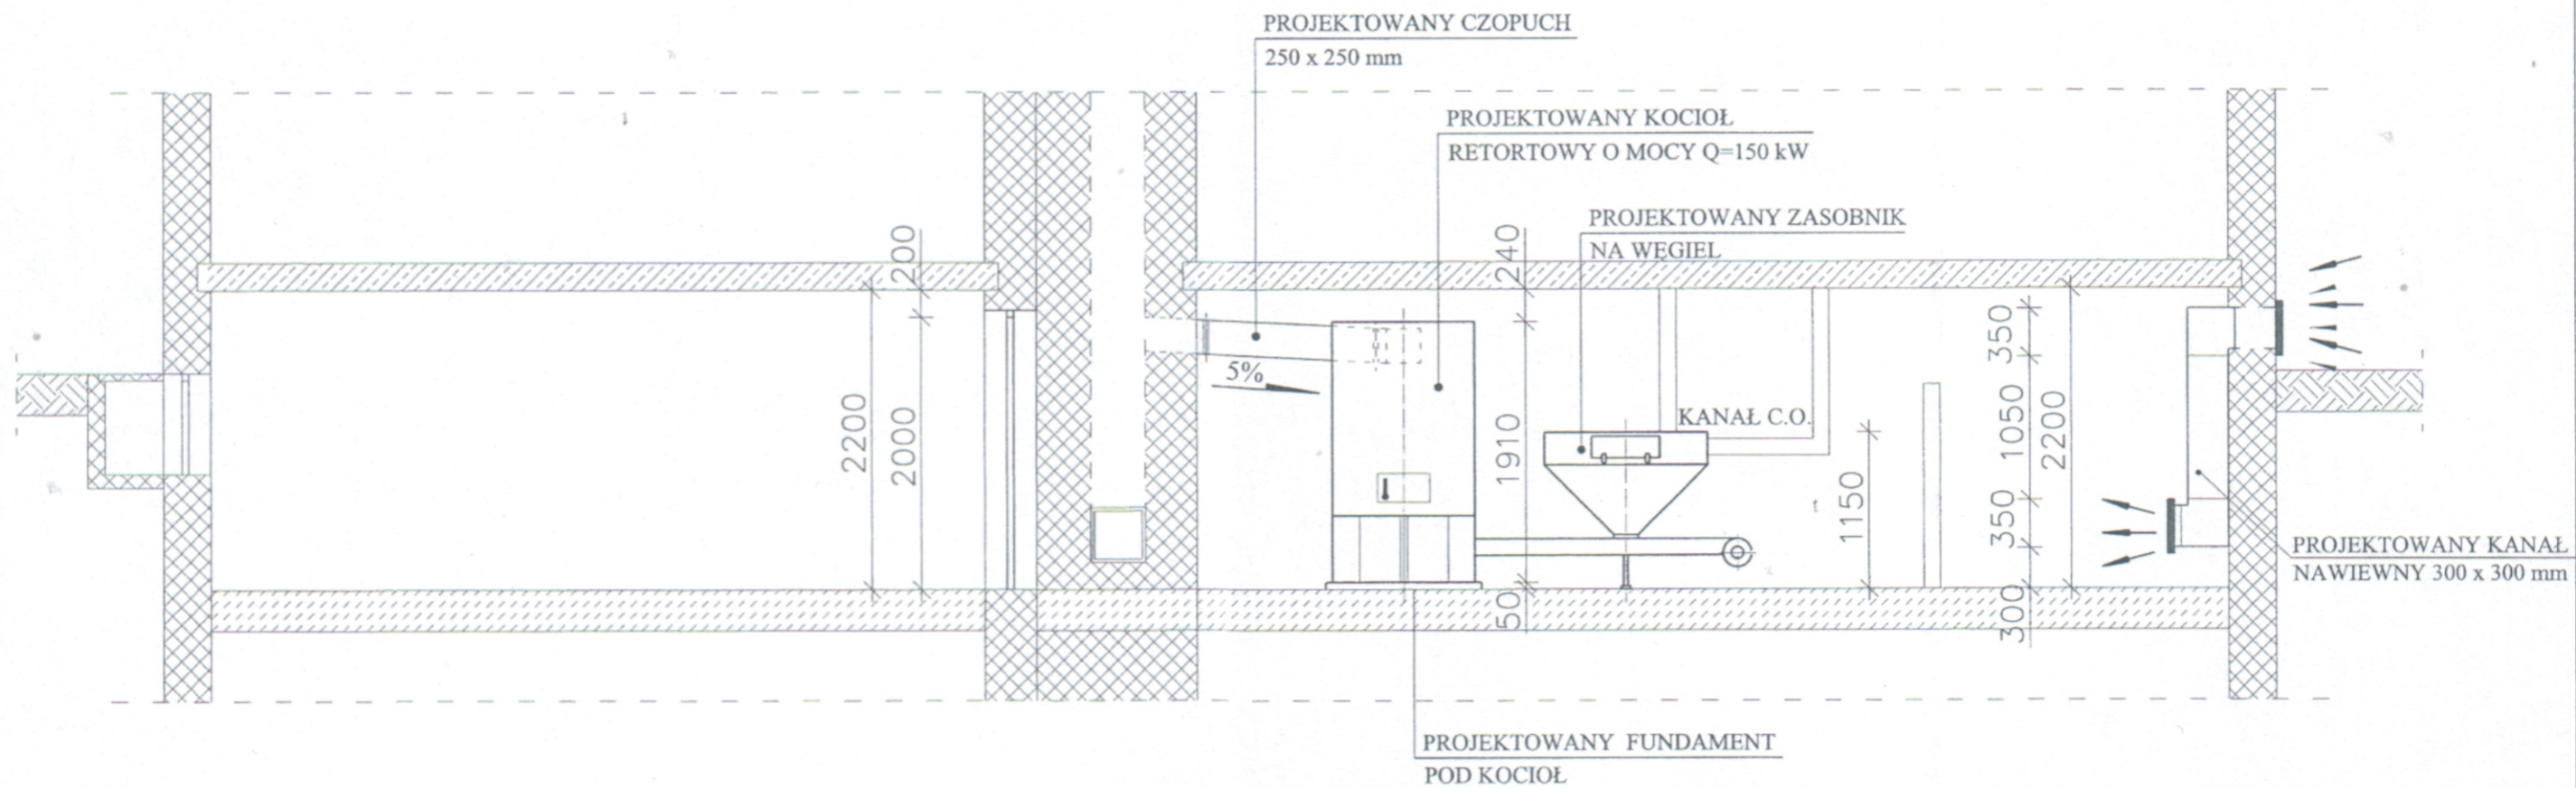 PROJEKTOWANY CZOPUCH
250 x 250 mm
PROJEKTOWANY KOCIOŁ
RETORTOWY O MOCY Q=150 kW
PROJEKTOWANY ZASOBNIK
NA WĘGIEL
200
240
5%
KANAŁ C.O.
2200
2000
1910
1150
350
1050
2200
350
300
50
PROJEKTOWANY KANAŁ
NAWIEWNY 300 x 300 mm
PROJEKTOWANY FUNDAMENT
POD KOCIOŁ